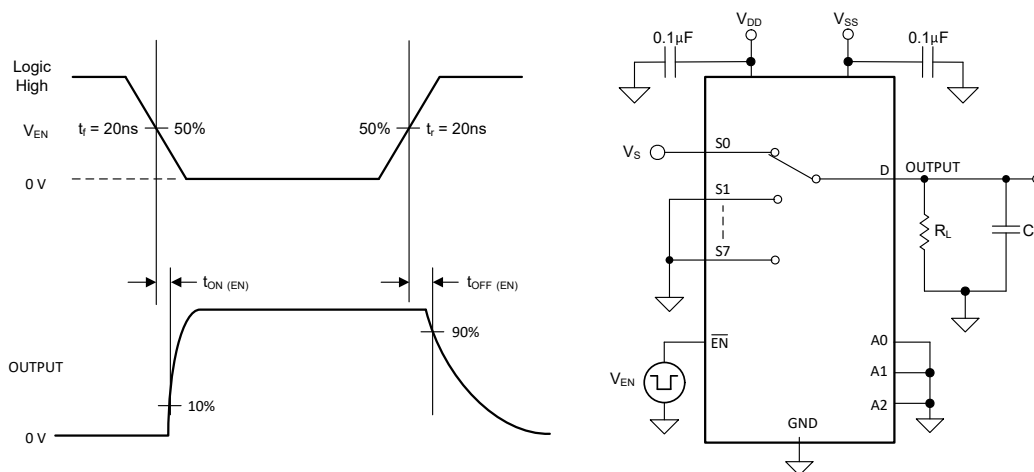 Logic
High
V_EN
t_f = 20ns
50%
50%
t_r = 20ns
0 V
t_ON (EN)
t_OFF (EN)
90%
OUTPUT
10%
0 V
V_DD
V_SS
0.1µF
0.1µF
V_S
S0
D
OUTPUT
S1
R_L
C
S7
EN
V_EN
A0
A1
A2
GND